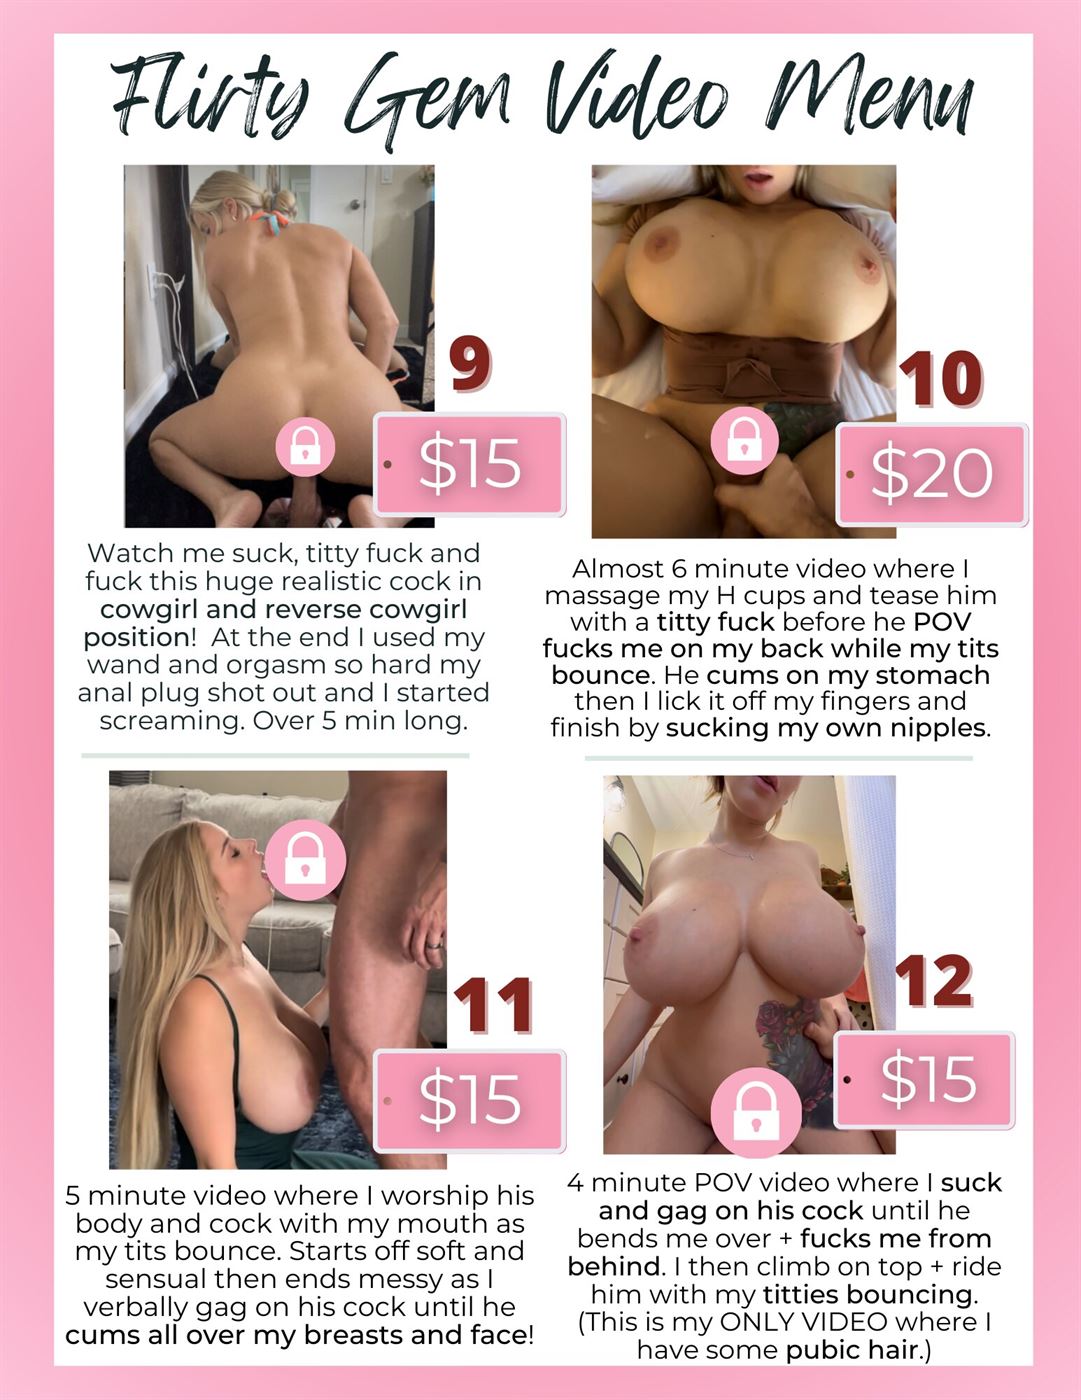 Flirty Gem Video Menu
9
$15
Watch me suck, titty fuck and
fuck this huge realistic cock in
cowgirl and reverse cowgirl
position!  At the end I used my
wand and orgasm so hard my
anal plug shot out and I started
screaming. Over 5 min long.
10
$20
Almost 6 minute video where I
massage my H cups and tease him
with a titty fuck before he POV
fucks me on my back while my tits
bounce. He cums on my stomach
then I lick it off my fingers and
finish by sucking my own nipples.
11
$15
5 minute video where I worship his
body and cock with my mouth as
my tits bounce. Starts off soft and
sensual then ends messy as I
verbally gag on his cock until he
cums all over my breasts and face!
12
$15
4 minute POV video where I suck
and gag on his cock until he
bends me over + fucks me from
behind. I then climb on top + ride
him with my titties bouncing.
(This is my ONLY VIDEO where I
have some pubic hair.)